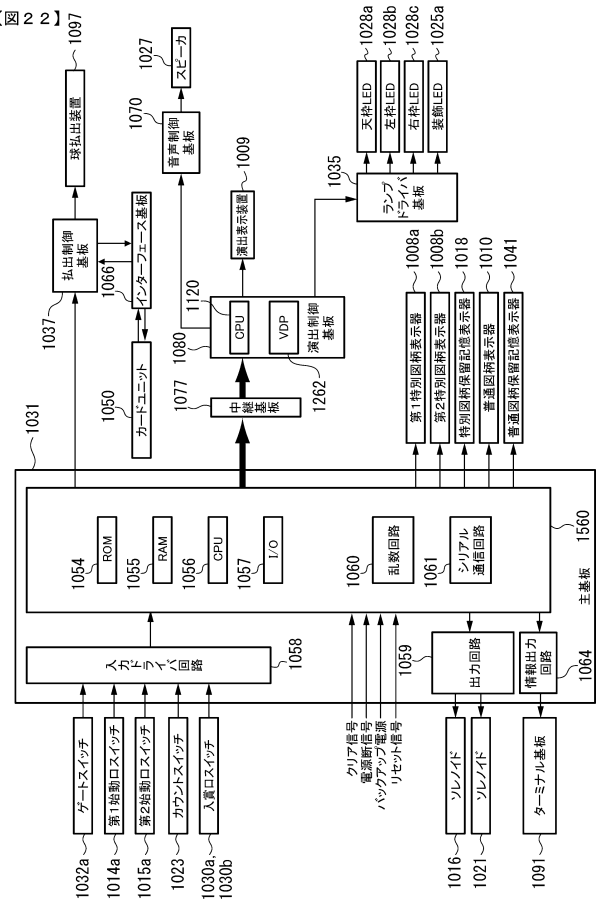 【図22】
1097
球払出装置
払出制御
基板
1037
インターフェース基板
1066
カードユニット
1050
1027
スピーカ
1070
音声制御
基板
1009
演出表示装置
1120
CPU
VDP
1080
演出制御
基板
1262
1077
中継基板
1028a
1028b
1028c
1025a
天枠LED
左枠LED
右枠LED
装飾LED
1035
ランプ
ドライバ
基板
1008a
1008b
1018
1010
1041
第1特別図柄表示器
第2特別図柄表示器
特別図柄保留記憶表示器
普通図柄表示器
普通図柄保留記憶表示器
1031
1054
ROM
1055
RAM
1056
CPU
1057
I/O
1060
乱数回路
1061
シリアル
通信回路
1560
主基板
入力ドライバ回路
1058
1059
出力回路
情報出力
回路
1064
クリア信号
電源断信号
バックアップ電源
リセット信号
ゲートスイッチ
第1始動口スイッチ
第2始動口スイッチ
カウントスイッチ
入賞口スイッチ
1032a
1014a
1015a
1023
1030a,
1030b
ソレノイド
ソレノイド
ターミナル基板
1016
1021
1091